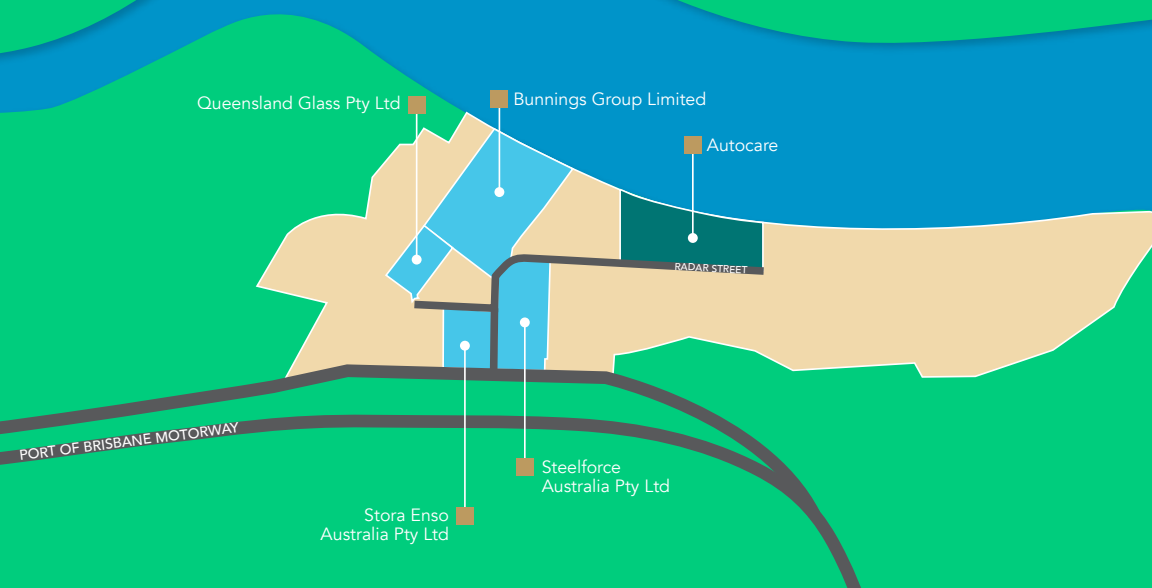 Queensland Glass Pty Ltd
Bunnings Group Limited
Autocare
RADAR STREET
PORT OF BRISBANE MOTORWAY
Steelforce
Australia Pty Ltd
Stora Enso
Australia Pty Ltd